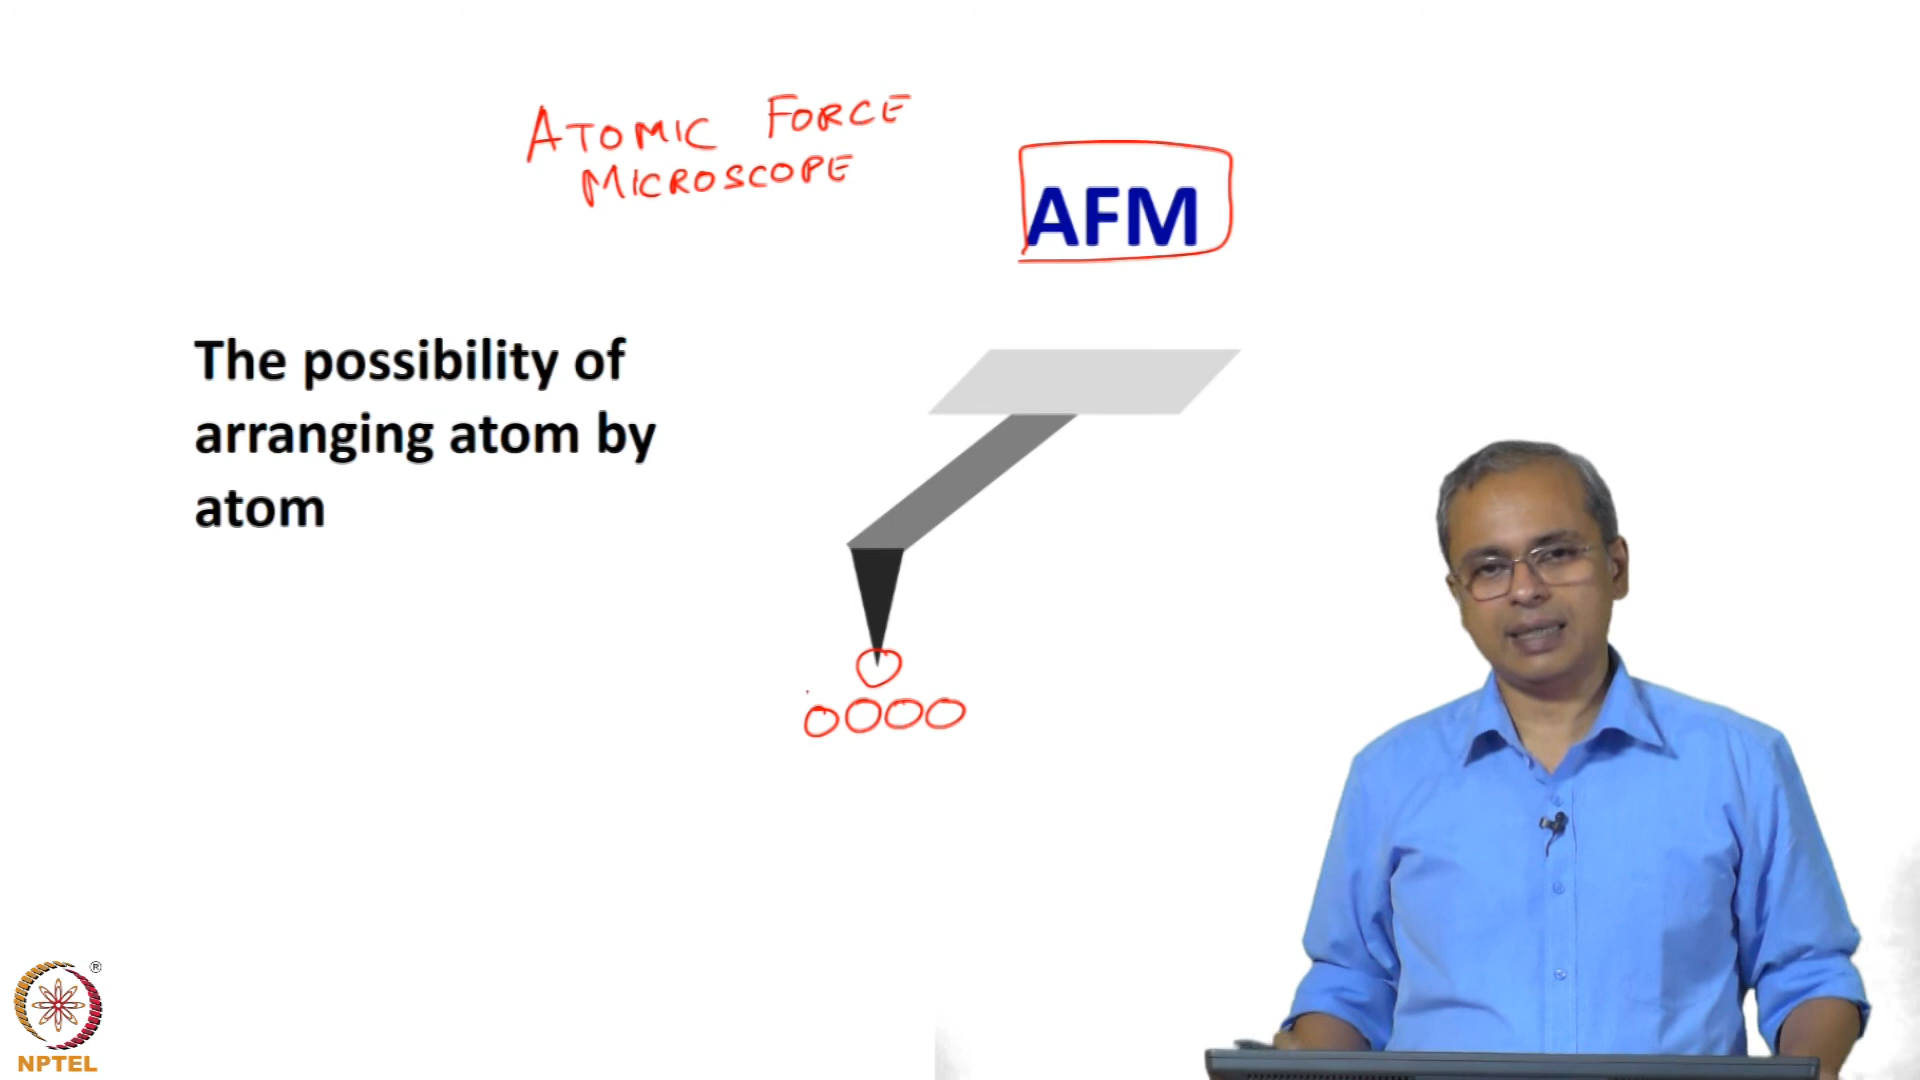 ATOMIC FORCE
MICROSCOPE
AFM
The possibility of
arranging atom by
atom
®
NPTEL